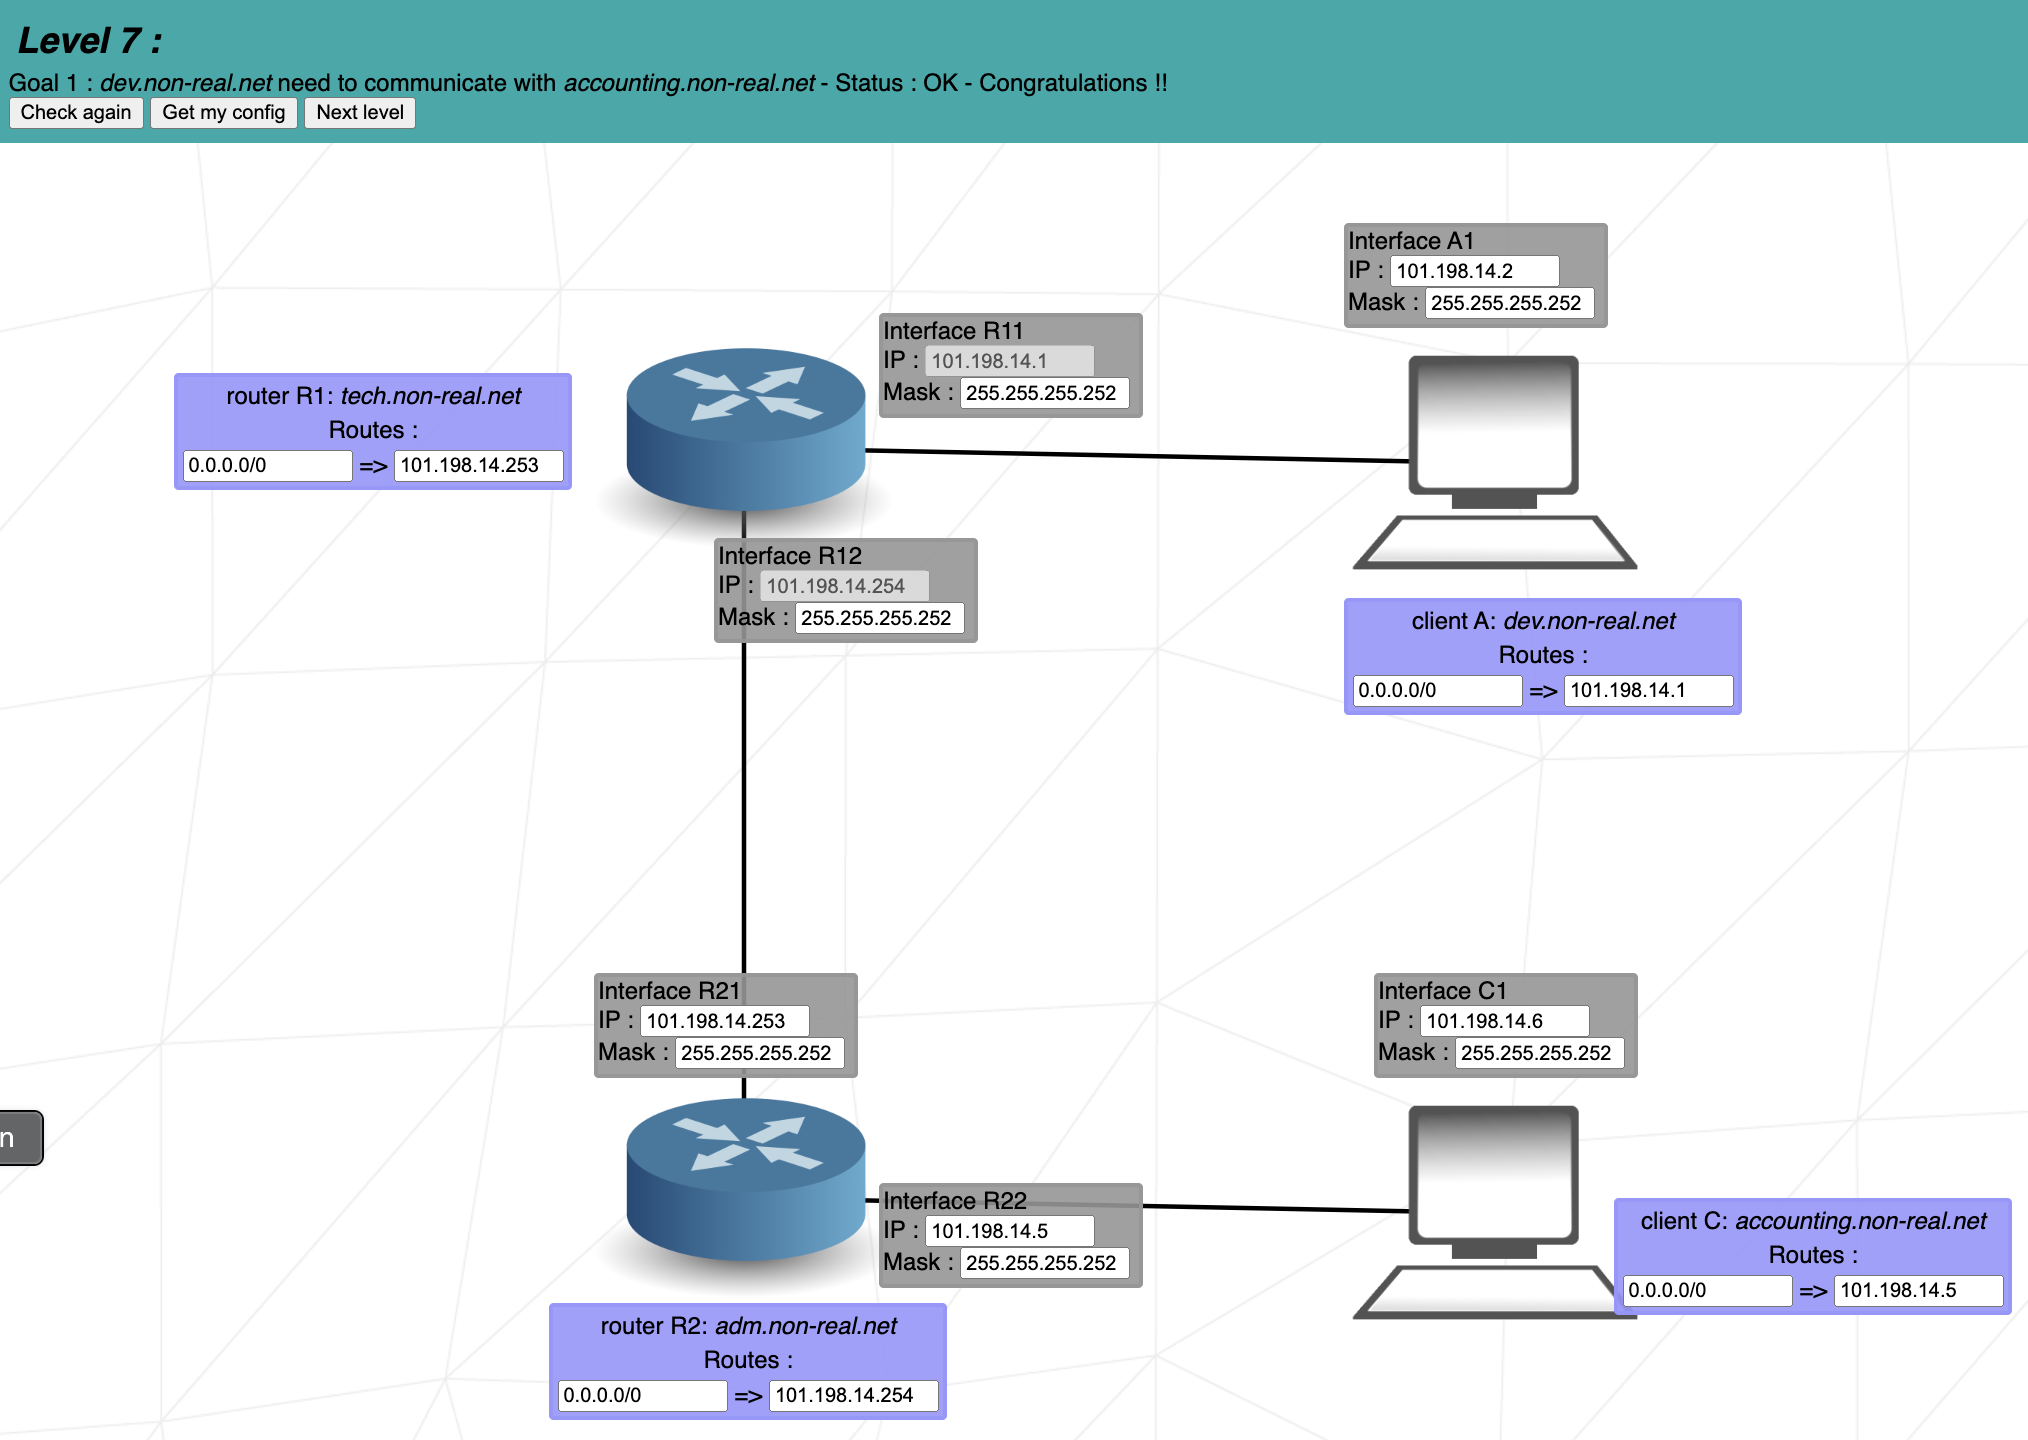 Level 7 :
Goal 1 : dev.non-real.net need to communicate with accounting.non-real.net - Status : OK - Congratulations !!
Check again Get my config Next level
Interface A1
IP : 101.198.14.2
Mask : 255.255.255.252
Interface R11
IP : 101.198.14.1
Mask : 255.255.255.252
router R1: tech.non-real.net
Routes :
0.0.0.0/0 => 101.198.14.253
Interface R12
IP : 101.198.14.254
Mask : 255.255.255.252
client A: dev.non-real.net
Routes :
0.0.0.0/0 => 101.198.14.1
Interface R21
IP : 101.198.14.253
Mask : 255.255.255.252
Interface C1
IP : 101.198.14.6
Mask : 255.255.255.252
n
Interface R22
IP : 101.198.14.5
Mask : 255.255.255.252
client C: accounting.non-real.net
Routes :
0.0.0.0/0 => 101.198.14.5
router R2: adm.non-real.net
Routes :
0.0.0.0/0 => 101.198.14.254